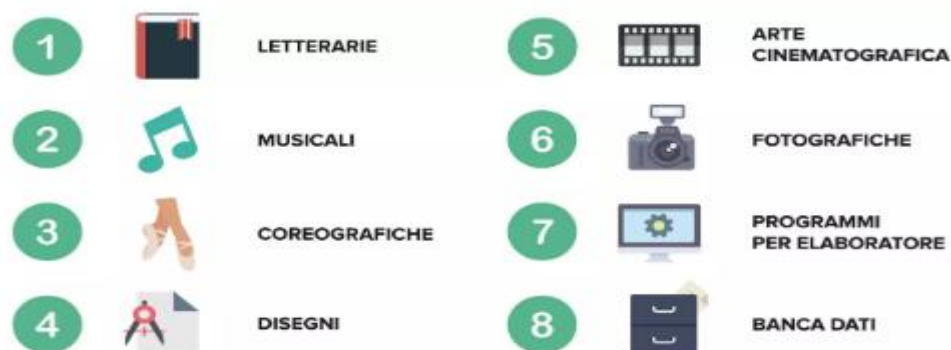 1 LETTERARIE
2 MUSICALI
3 COREOGRAFICHE
4 DISEGNI
5 ARTE
CINEMATOGRAFICA
6 FOTOGRAFICHE
7 PROGRAMMI
PER ELABORATORE
8 BANCA DATI